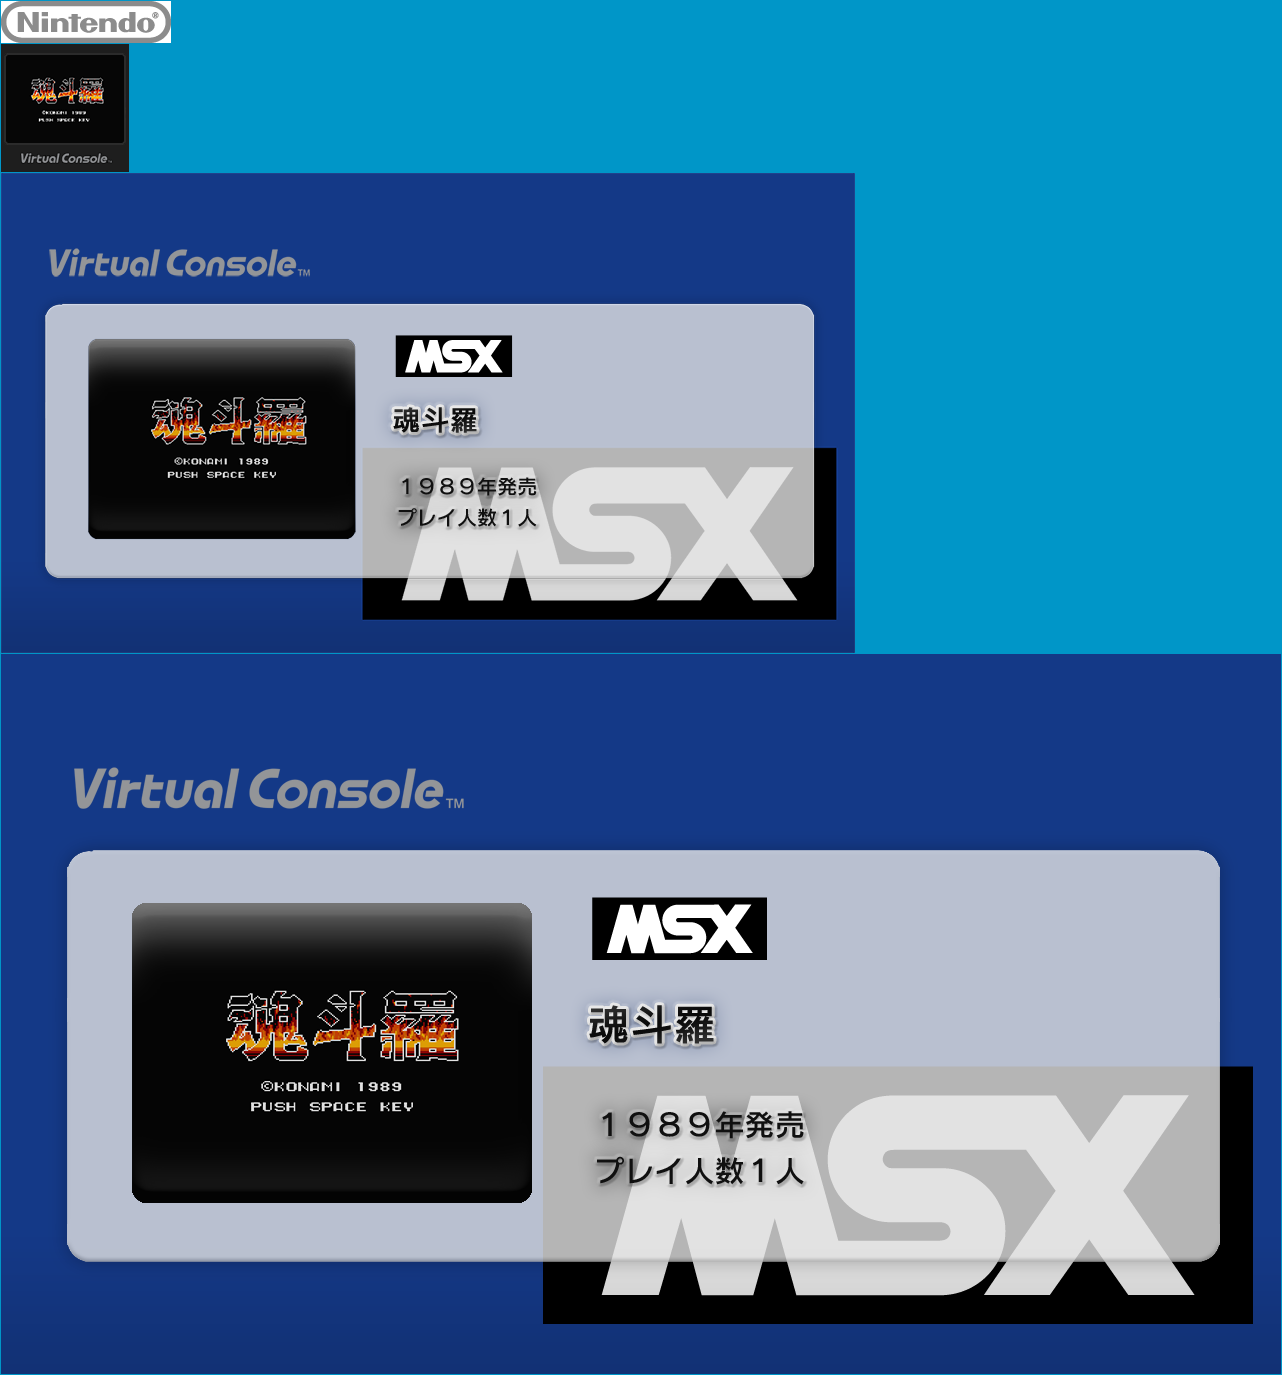 Nintendo®
魂斗羅
©KONAMI 1989
PUSH SPACE KEY
Virtual Console™
Virtual Console™
MSX
魂斗羅
©KONAMI 1989
PUSH SPACE KEY
魂斗羅
MSX
1989年発売
プレイ人数1人
Virtual Console™
MSX
魂斗羅
©KONAMI 1989
PUSH SPACE KEY
魂斗羅
MSX
1989年発売
プレイ人数1人